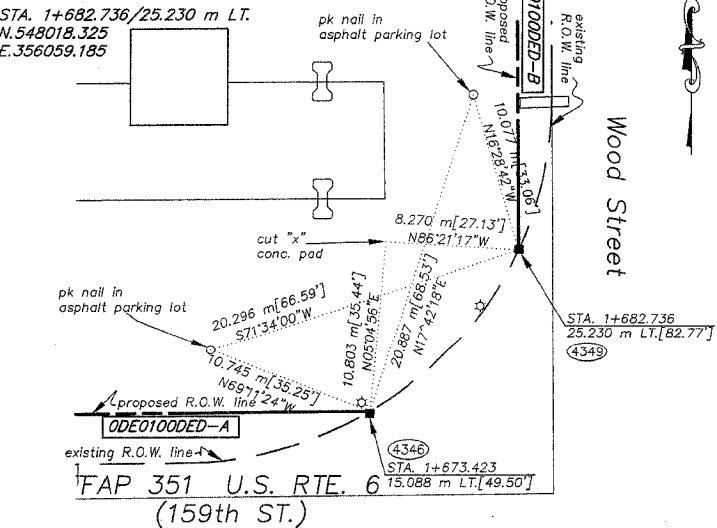 STA. 1+682.736/25.230 m LT.
N.548018.325
E.356059.185
pk nail in
asphalt parking lot
proposed
R.O.W. line
0DE0100DED-B
existing
R.O.W. line
Wood Street
10.077 m[33.06']
N16°28'42"W
8.270 m[27.13']
N86°21'17"W
cut "x"
conc. pad
pk nail in
asphalt parking lot
20.296 m[66.59']
S71°34'00"W
10.803 m[35.44']
N05°04'56"E
20.887 m[68.53']
N17°42'18"E
STA. 1+682.736
25.230 m LT.[82.77']
4349
10.745 m[35.25']
N69°11'24"W
proposed R.O.W. line
0DE0100DED-A
existing R.O.W. line
4346
STA. 1+673.423
15.088 m LT.[49.50']
FAP 351 U.S. RTE. 6
(159th ST.)